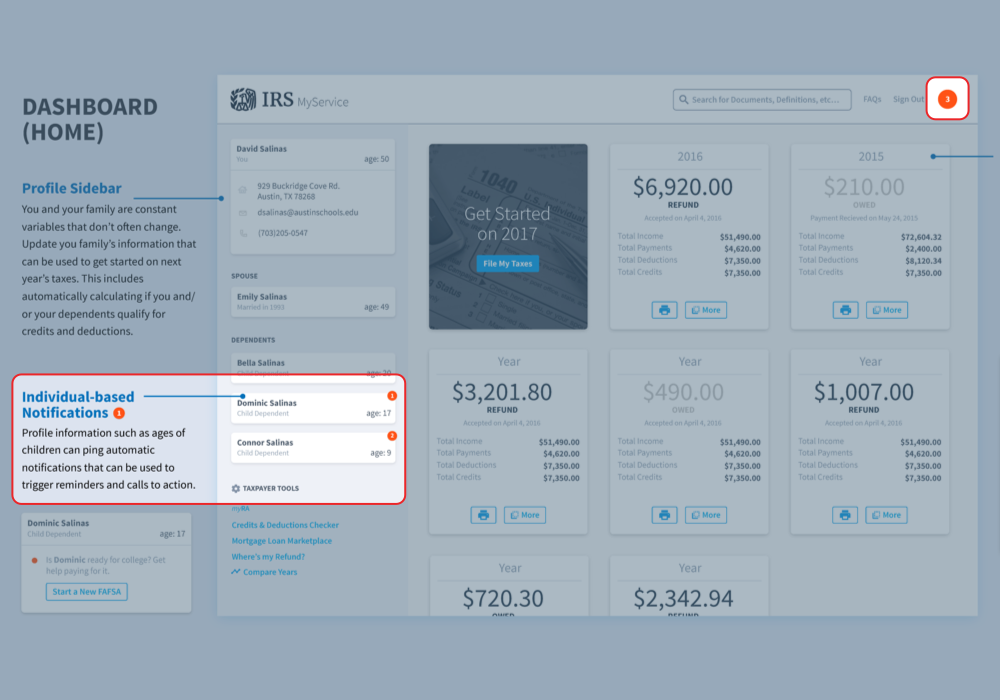 DASHBOARD
(HOME)
Profile Sidebar
You and your family are constant
variables that don't often change.
Update you family's information that
can be used to get started on next
year's taxes. This includes
automatically calculating if you and/
or your dependents qualify for
credits and deductions.
Individual-based
Notifications 1
Profile information such as ages of
children can ping automatic
notifications that can be used to
trigger reminders and calls to action.
Dominic Salinas
Child Dependent age: 17
Is Dominic ready for college? Get
help paying for it.
Start a New FAFSA
IRS MyService
Search for Documents, Definitions, etc...
FAQs
Sign Out
3
David Salinas
You age: 50
929 Buckridge Cove Rd.
Austin, TX 78268
dsalinas@austinschools.edu
(703)205-0547
SPOUSE
Emily Salinas
Married in 1993 age: 49
DEPENDENTS
Bella Salinas
Child Dependent age: 20
1
Dominic Salinas
Child Dependent age: 17
2
Connor Salinas
Child Dependent age: 9
TAXPAYER TOOLS
myRA
Credits & Deductions Checker
Mortgage Loan Marketplace
Where's my Refund?
Compare Years
1040
Label
U.S. Individual
Status
Single
Get Started
on 2017
File My Taxes
2016
$6,920.00
REFUND
Accepted on April 4, 2016
Total Income $51,490.00
Total Payments $4,620.00
Total Deductions $7,350.00
Total Credits $7,350.00
More
2015
$210.00
OWED
Payment Recieved on May 24, 2015
Total Income $72,604.32
Total Payments $2,400.00
Total Deductions $8,120.34
Total Credits $7,350.00
More
Year
$3,201.80
REFUND
Accepted on April 4, 2016
Total Income $51,490.00
Total Payments $4,620.00
Total Deductions $7,350.00
Total Credits $7,350.00
More
Year
$490.00
OWED
Accepted on April 4, 2016
Total Income $51,490.00
Total Payments $4,620.00
Total Deductions $7,350.00
Total Credits $7,350.00
More
Year
$1,007.00
REFUND
Accepted on April 4, 2016
Total Income $51,490.00
Total Payments $4,620.00
Total Deductions $7,350.00
Total Credits $7,350.00
More
Year
$720.30
OWED
Year
$2,342.94
REFUND